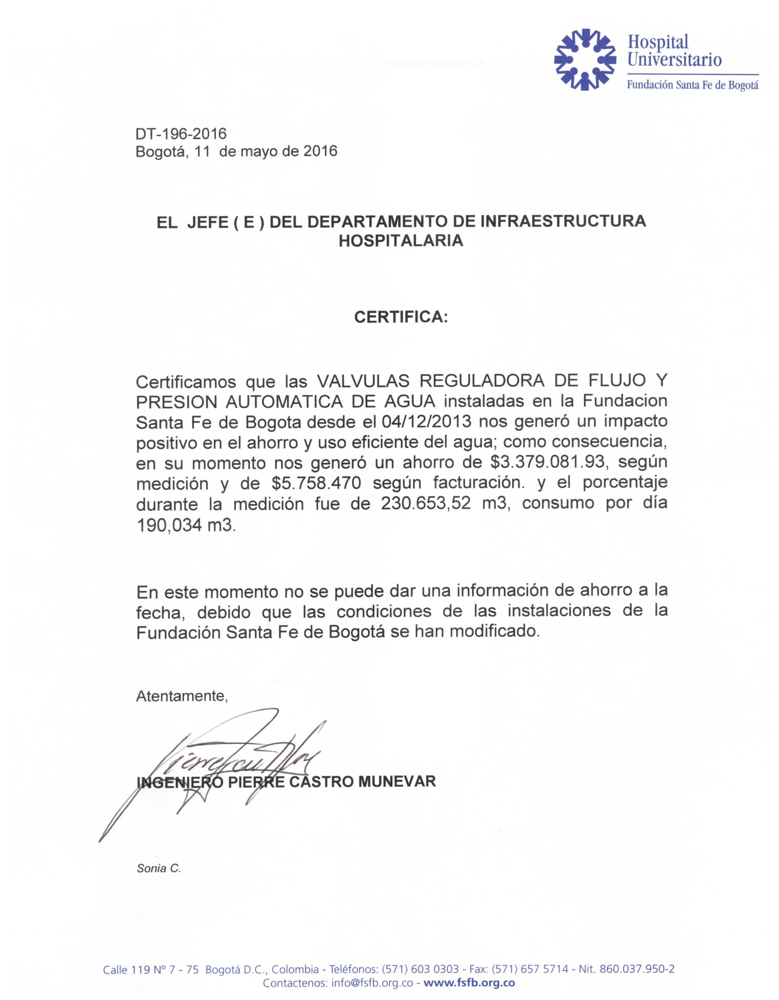 Hospital
Universitario
Fundación Santa Fe de Bogotá
DT-196-2016
Bogotá, 11 de mayo de 2016
EL JEFE ( E ) DEL DEPARTAMENTO DE INFRAESTRUCTURA
HOSPITALARIA
CERTIFICA:
Certificamos que las VALVULAS REGULADORA DE FLUJO Y
PRESION AUTOMATICA DE AGUA instaladas en la Fundacion
Santa Fe de Bogota desde el 04/12/2013 nos generó un impacto
positivo en el ahorro y uso eficiente del agua; como consecuencia,
en su momento nos generó un ahorro de $3.379.081.93, según
medición y de $5.758.470 según facturación. y el porcentaje
durante la medición fue de 230.653,52 m3, consumo por día
190,034 m3.
En este momento no se puede dar una información de ahorro a la
fecha, debido que las condiciones de las instalaciones de la
Fundación Santa Fe de Bogotá se han modificado.
Atentamente,
INGENIERO PIERRE CASTRO MUNEVAR
Sonia C.
Calle 119 Nº 7 - 75 Bogotá D.C., Colombia - Teléfonos: (571) 603 0303 - Fax: (571) 657 5714 - Nit. 860.037.950-2
Contactenos: info@fsfb.org.co - www.fsfb.org.co